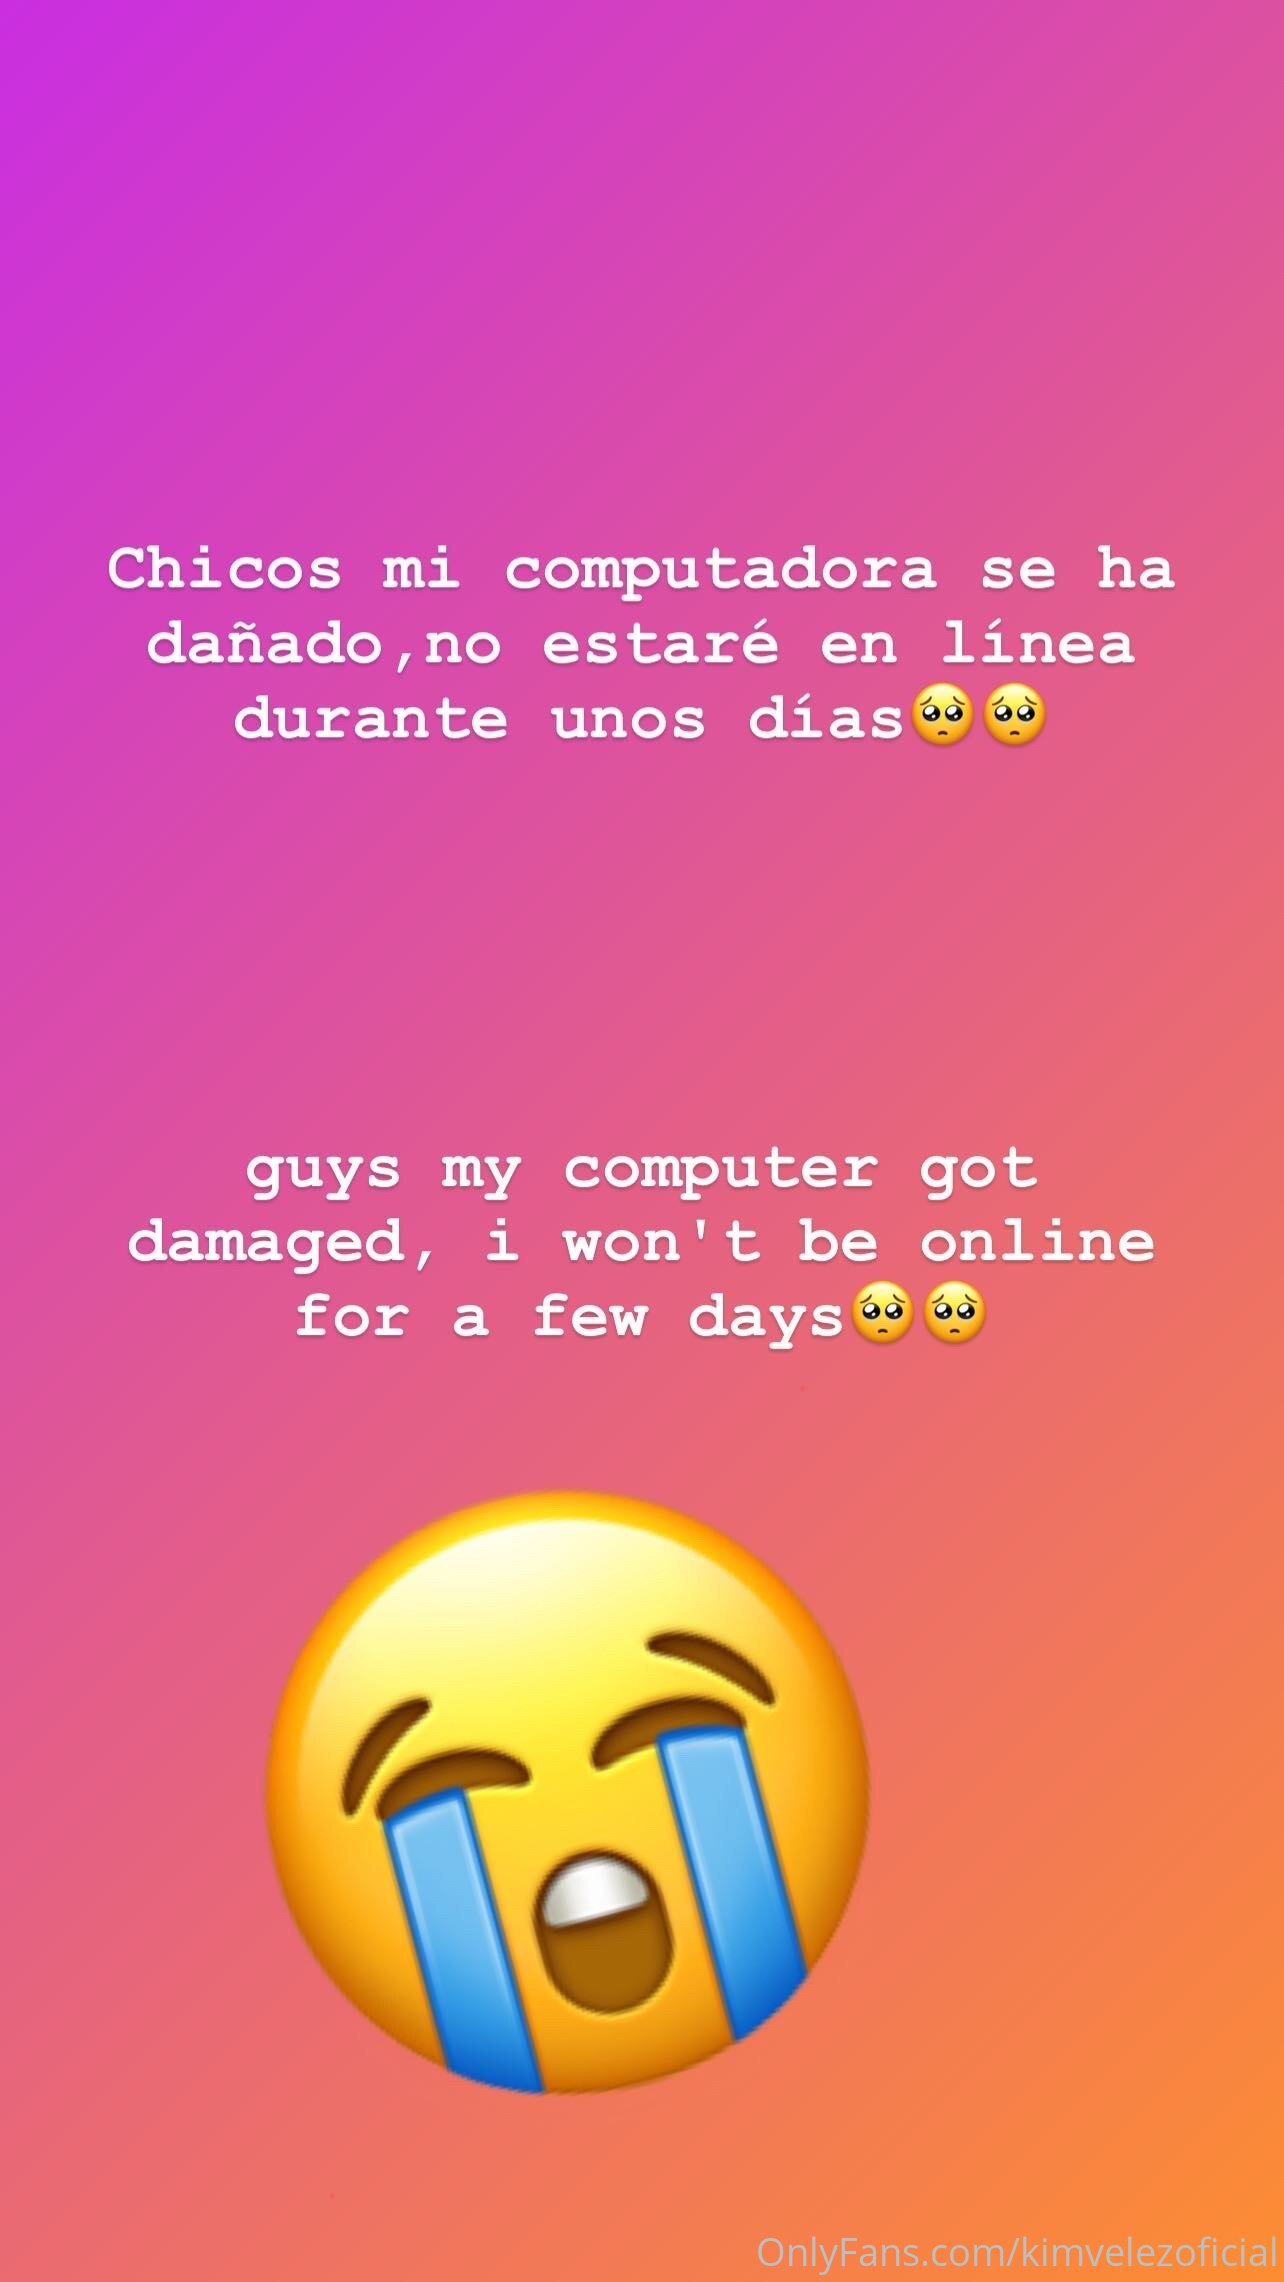 Chicos mi computadora se ha
dañado,no estaré en línea
durante unos días🥺🥺
guys my computer got
damaged, i won't be online
for a few days🥺🥺
OnlyFans.com/kimvelezoficial